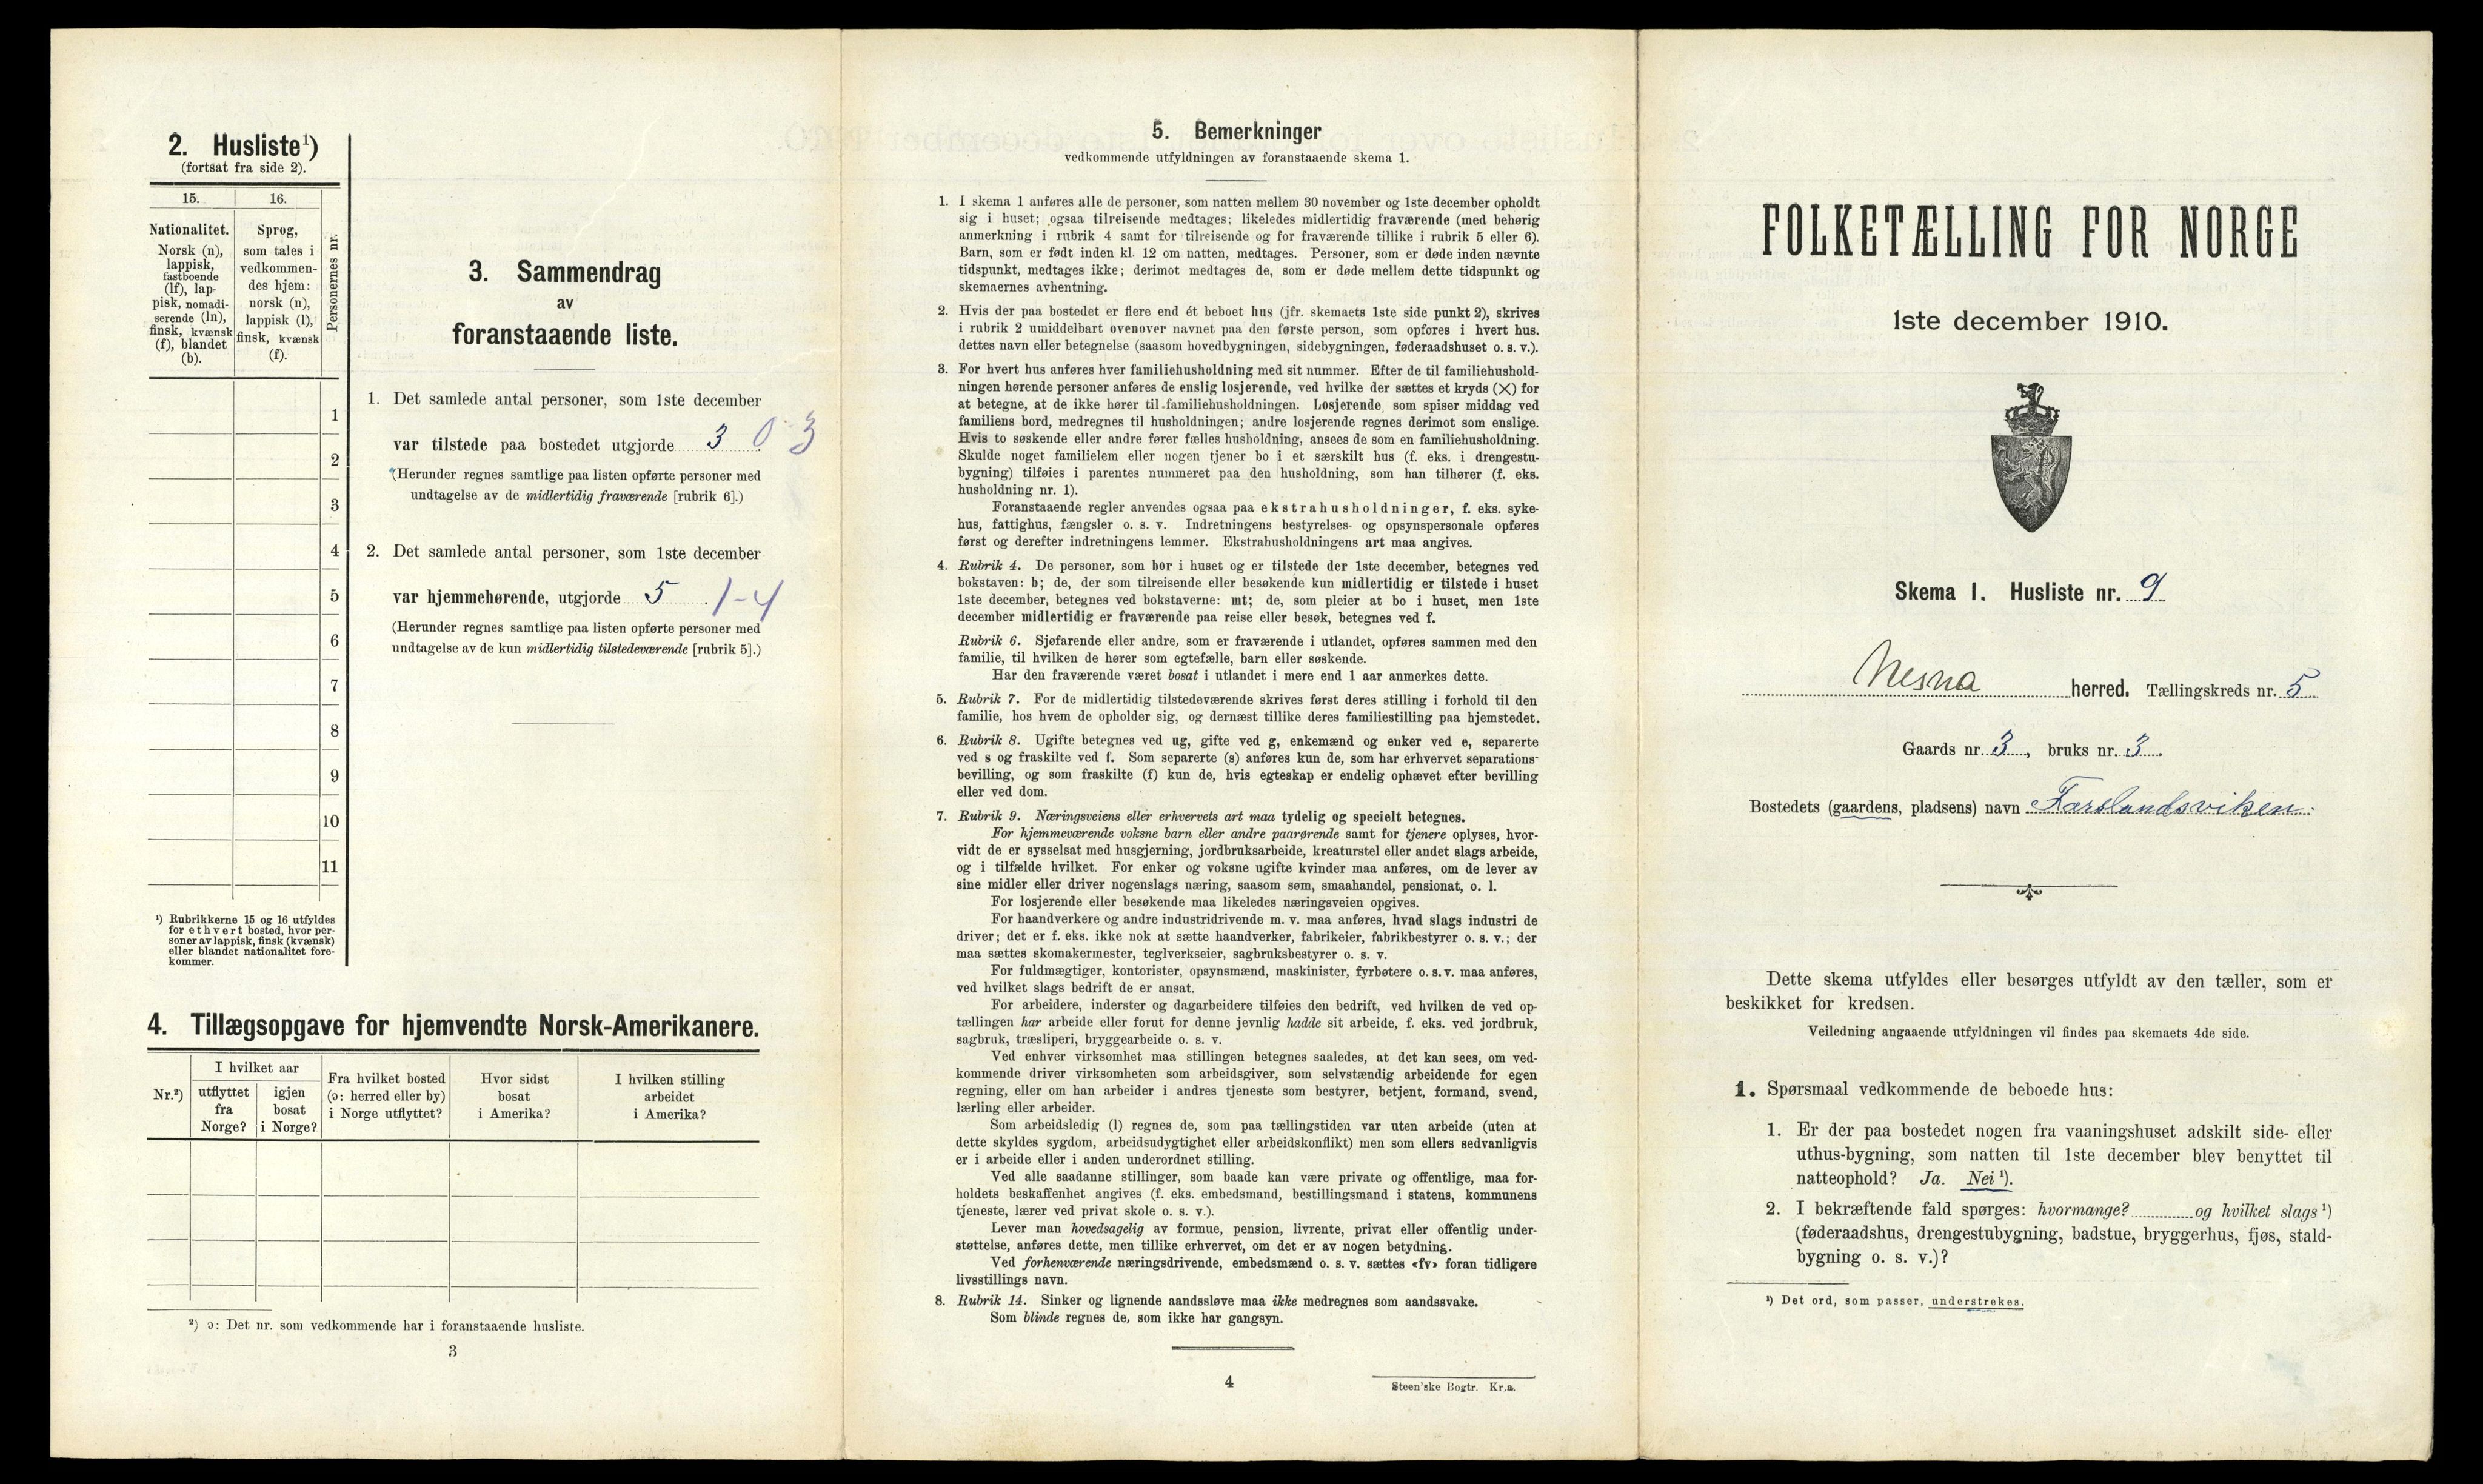 2. Husliste¹)
(fortsat fra side 2).
15.
16.
Personernes nr.
Nationalitet.
Norsk (n),
lappisk,
fastboende
(lf), lap-
pisk, nomadi-
serende (ln),
finsk, kvænsk
(f), blandet
(b).
Sprog,
som tales i
vedkommen-
des hjem:
norsk (n),
lappisk (l),
finsk, kvænsk
(f).
1
2
3
4
5
6
7
8
9
10
11
¹) Rubrikkerne 15 og 16 utfyldes
for ethvert bosted, hvor per-
soner av lappisk, finsk (kvænsk)
eller blandet nationalitet fore-
kommer.
3. Sammendrag
av
foranstaaende liste.
1. Det samlede antal personer, som 1ste december
var tilstede paa bostedet utgjorde 3 0-3
(Herunder regnes samtlige paa listen opførte personer med
undtagelse av de midlertidig fraværende [rubrik 6].)
2. Det samlede antal personer, som 1ste december
var hjemmehørende, utgjorde 5. 1-4
(Herunder regnes samtlige paa listen opførte personer med
undtagelse av de kun midlertidig tilstedeværende [rubrik 5].)
4. Tillægsopgave for hjemvendte Norsk-Amerikanere.
Nr.²)
I hvilket aar
utflyttet
fra
Norge?
igjen
bosat
i Norge?
Fra hvilket bosted
(ɔ: herred eller by)
i Norge utflyttet?
Hvor sidst
bosat
i Amerika?
I hvilken stilling
arbeidet
i Amerika?
²) ɔ: Det nr. som vedkommende har i foranstaaende husliste.
3
5. Bemerkninger
vedkommende utfyldningen av foranstaaende skema 1.
1. I skema 1 anføres alle de personer, som natten mellem 30 november og 1ste december opholdt
sig i huset; ogsaa tilreisende medtages; likeledes midlertidig fraværende (med behørig
anmerkning i rubrik 4 samt for tilreisende og for fraværende tillike i rubrik 5 eller 6).
Barn, som er født inden kl. 12 om natten, medtages. Personer, som er døde inden nævnte
tidspunkt, medtages ikke; derimot medtages de, som er døde mellem dette tidspunkt og
skemaernes avhentning.
2. Hvis der paa bostedet er flere end ét beboet hus (jfr. skemaets 1ste side punkt 2), skrives
i rubrik 2 umiddelbart ovenover navnet paa den første person, som opføres i hvert hus.
dettes navn eller betegnelse (saasom hovedbygningen, sidebygningen, føderaadshuset o. s. v.).
3. For hvert hus anføres hver familiehusholdning med sit nummer. Efter de til familiehushold-
ningen hørende personer anføres de enslig losjerende, ved hvilke der sættes et kryds (×) for
at betegne, at de ikke hører til familiehusholdningen. Losjerende som spiser middag ved
familiens bord, medregnes til husholdningen; andre losjerende regnes derimot som enslige.
Hvis to søskende eller andre fører fælles husholdning, ansees de som en familiehusholdning.
Skulde noget familielem eller nogen tjener bo i et særskilt hus (f. eks. i drengestu-
bygning) tilføies i parentes nummeret paa den husholdning, som han tilhører (f. eks.
husholdning nr. 1).
Foranstaaende regler anvendes ogsaa paa ekstrahusholdninger, f. eks. syke-
hus, fattighus, fængsler o. s. v. Indretningens bestyrelses- og opsynspersonale opføres
først og derefter indretningens lemmer. Ekstrahusholdningens art maa angives.
4. Rubrik 4. De personer, som bor i huset og er tilstede der 1ste december, betegnes ved
bokstaven: b; de, der som tilreisende eller besøkende kun midlertidig er tilstede i huset
1ste december, betegnes ved bokstaverne: mt; de, som pleier at bo i huset, men 1ste
december midlertidig er fraværende paa reise eller besøk, betegnes ved f.
Rubrik 6. Sjøfarende eller andre, som er fraværende i utlandet, opføres sammen med den
familie, til hvilken de hører som egtefælle, barn eller søskende.
Har den fraværende været bosat i utlandet i mere end 1 aar anmerkes dette.
5. Rubrik 7. For de midlertidig tilstedeværende skrives først deres stilling i forhold til den
familie, hos hvem de opholder sig, og dernæst tillike deres familiestilling paa hjemstedet.
6. Rubrik 8. Ugifte betegnes ved ug, gifte ved g, enkemænd og enker ved e, separerte
ved s og fraskilte ved f. Som separerte (s) anføres kun de, som har erhvervet separations-
bevilling, og som fraskilte (f) kun de, hvis egteskap er endelig ophævet efter bevilling
eller ved dom.
7. Rubrik 9. Næringsveiens eller erhvervets art maa tydelig og specielt betegnes.
For hjemmeværende voksne barn eller andre paarørende samt for tjenere oplyses, hvor-
vidt de er sysselsat med husgjerning, jordbruksarbeide, kreaturstel eller andet slags arbeide,
og i tilfælde hvilket. For enker og voksne ugifte kvinder maa anføres, om de lever av
sine midler eller driver nogenslags næring, saasom søm, smaahandel, pensionat, o. l.
For losjerende eller besøkende maa likeledes næringsveien opgives.
For haandverkere og andre industridrivende m. v. maa anføres, hvad slags industri de
driver; det er f. eks. ikke nok at sætte haandverker, fabrikeier, fabrikbestyrer o. s. v.; der
maa sættes skomakermester, teglverkseier, sagbruksbestyrer o. s. v.
For fuldmægtiger, kontorister, opsynsmænd, maskinister, fyrbøtere o. s. v. maa anføres,
ved hvilket slags bedrift de er ansat.
For arbeidere, inderster og dagarbeidere tilføies den bedrift, ved hvilken de ved op-
tællingen har arbeide eller forut for denne jevnlig hadde sit arbeide, f. eks. ved jordbruk,
sagbruk, træsliperi, bryggearbeide o. s. v.
Ved enhver virksomhet maa stillingen betegnes saaledes, at det kan sees, om ved-
kommende driver virksomheten som arbeidsgiver, som selvstændig arbeidende for egen
regning, eller om han arbeider i andres tjeneste som bestyrer, betjent, formand, svend,
lærling eller arbeider.
Som arbeidsledig (l) regnes de, som paa tællingstiden var uten arbeide (uten at
dette skyldes sygdom, arbeidsudygtighet eller arbeidskonflikt) men som ellers sedvanligvis
er i arbeide eller i anden underordnet stilling.
Ved alle saadanne stillinger, som baade kan være private og offentlige, maa for-
holdets beskaffenhet angives (f. eks. embedsmand, bestillingsmand i statens, kommunens
tjeneste, lærer ved privat skole o. s. v.).
Lever man hovedsagelig av formue, pension, livrente, privat eller offentlig under-
støttelse, anføres dette, men tillike erhvervet, om det er av nogen betydning.
Ved forhenværende næringsdrivende, embedsmænd o. s. v. sættes «fv» foran tidligere
livsstillings navn.
8. Rubrik 14. Sinker og lignende aandssløve maa ikke medregnes som aandssvake.
Som blinde regnes de, som ikke har gangsyn.
4
Steen'ske Bogtr. Kr.a.
FOLKETÆLLING FOR NORGE
1ste december 1910.
Skema 1. Husliste nr. 9
Nesna herred. Tællingskreds nr. 5
Gaards nr. 3, bruks nr. 3.
Bostedets (gaardens, pladsens) navn Farslandsviken.
Dette skema utfyldes eller besørges utfyldt av den tæller, som er
beskikket for kredsen.
Veiledning angaaende utfyldningen vil findes paa skemaets 4de side.
1. Spørsmaal vedkommende de beboede hus:
1. Er der paa bostedet nogen fra vaaningshuset adskilt side- eller
uthus-bygning, som natten til 1ste december blev benyttet til
natteophold? Ja. Nei ¹).
2. I bekræftende fald spørges: hvormange? og hvilket slags ¹)
(føderaadshus, drengestubygning, badstue, bryggerhus, fjøs, stald-
bygning o. s. v.)?
¹) Det ord, som passer, understrekes.